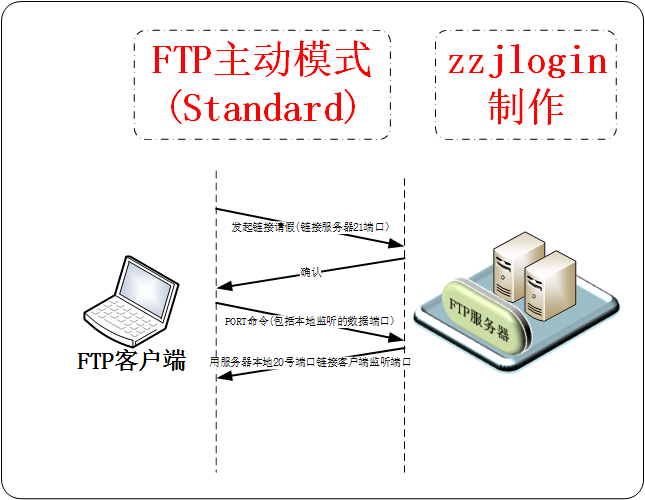 FTP主动模式
(Standard)
zzjlogin
制作
发起链接请假(链接服务器21端口)
确认
PORT命令(包括本地监听的数据端口)
用服务器本地20号端口链接客户端监听端口
FTP客户端
FTP服务器